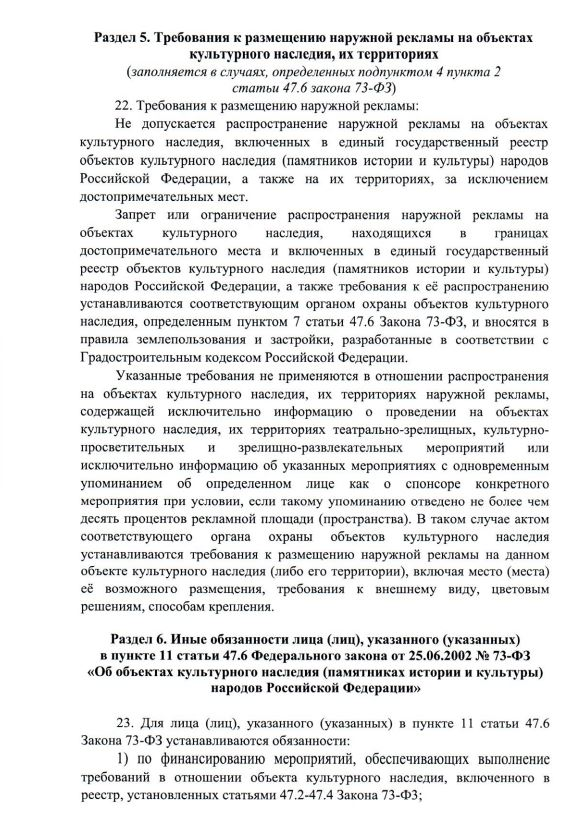 Раздел 5. Требования к размещению наружной рекламы на объектах
культурного наследия, их территориях
(заполняется в случаях, определенных подпунктом 4 пункта 2
статьи 47.6 закона 73-ФЗ)
22. Требования к размещению наружной рекламы:
Не допускается распространение наружной рекламы на объектах
культурного наследия, включенных в единый государственный реестр
объектов культурного наследия (памятников истории и культуры) народов
Российской Федерации, а также на их территориях, за исключением
достопримечательных мест.
Запрет или ограничение распространения наружной рекламы на
объектах культурного наследия, находящихся в границах
достопримечательного места и включенных в единый государственный
реестр объектов культурного наследия (памятников истории и культуры)
народов Российской Федерации, а также требования к её распространению
устанавливаются соответствующим органом охраны объектов культурного
наследия, определенным пунктом 7 статьи 47.6 Закона 73-ФЗ, и вносятся в
правила землепользования и застройки, разработанные в соответствии с
Градостроительным кодексом Российской Федерации.
Указанные требования не применяются в отношении распространения
на объектах культурного наследия, их территориях наружной рекламы,
содержащей исключительно информацию о проведении на объектах
культурного наследия, их территориях театрально-зрелищных, культурно-
просветительных и зрелищно-развлекательных мероприятий или
исключительно информацию об указанных мероприятиях с одновременным
упоминанием об определенном лице как о спонсоре конкретного
мероприятия при условии, если такому упоминанию отведено не более чем
десять процентов рекламной площади (пространства). В таком случае актом
соответствующего органа охраны объектов культурного наследия
устанавливаются требования к размещению наружной рекламы на данном
объекте культурного наследия (либо его территории), включая место (места)
её возможного размещения, требования к внешнему виду, цветовым
решениям, способам крепления.
Раздел 6. Иные обязанности лица (лиц), указанного (указанных)
в пункте 11 статьи 47.6 Федерального закона от 25.06.2002 № 73-ФЗ
«Об объектах культурного наследия (памятниках истории и культуры)
народов Российской Федерации»
23. Для лица (лиц), указанного (указанных) в пункте 11 статьи 47.6
Закона 73-ФЗ устанавливаются обязанности:
1) по финансированию мероприятий, обеспечивающих выполнение
требований в отношении объекта культурного наследия, включенного в
реестр, установленных статьями 47.2-47.4 Закона 73-ФЗ;